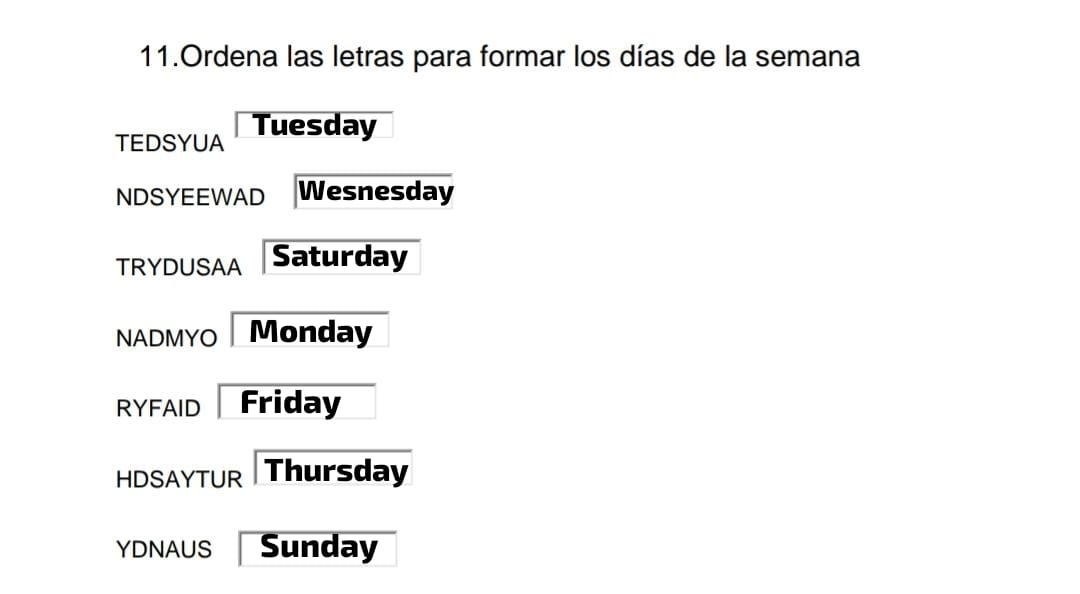 11.Ordena las letras para formar los días de la semana
TEDSYUA Tuesday
NDSYEEWAD Wesnesday
TRYDUSAA Saturday
NADMYO Monday
RYFAID Friday
HDSAYTUR Thursday
YDNAUS Sunday